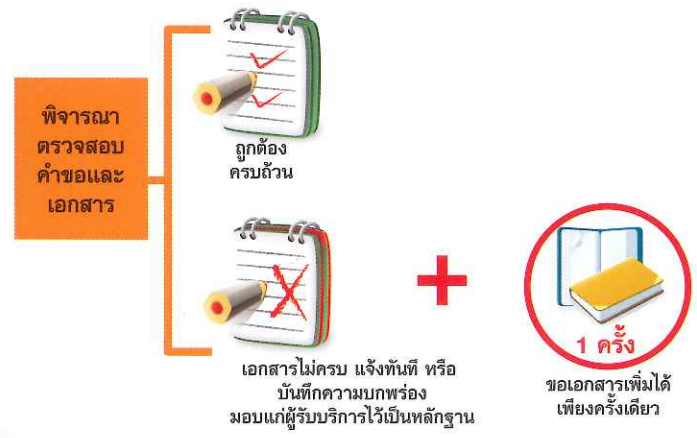 พิจารณา
ตรวจสอบ
คำขอและ
เอกสาร
ถูกต้อง
ครบถ้วน
เอกสารไม่ครบ แจ้งทันที หรือ
บันทึกความบกพร่อง
มอบแก่ผู้รับบริการไว้เป็นหลักฐาน
1 ครั้ง
ขอเอกสารเพิ่มได้
เพียงครั้งเดียว